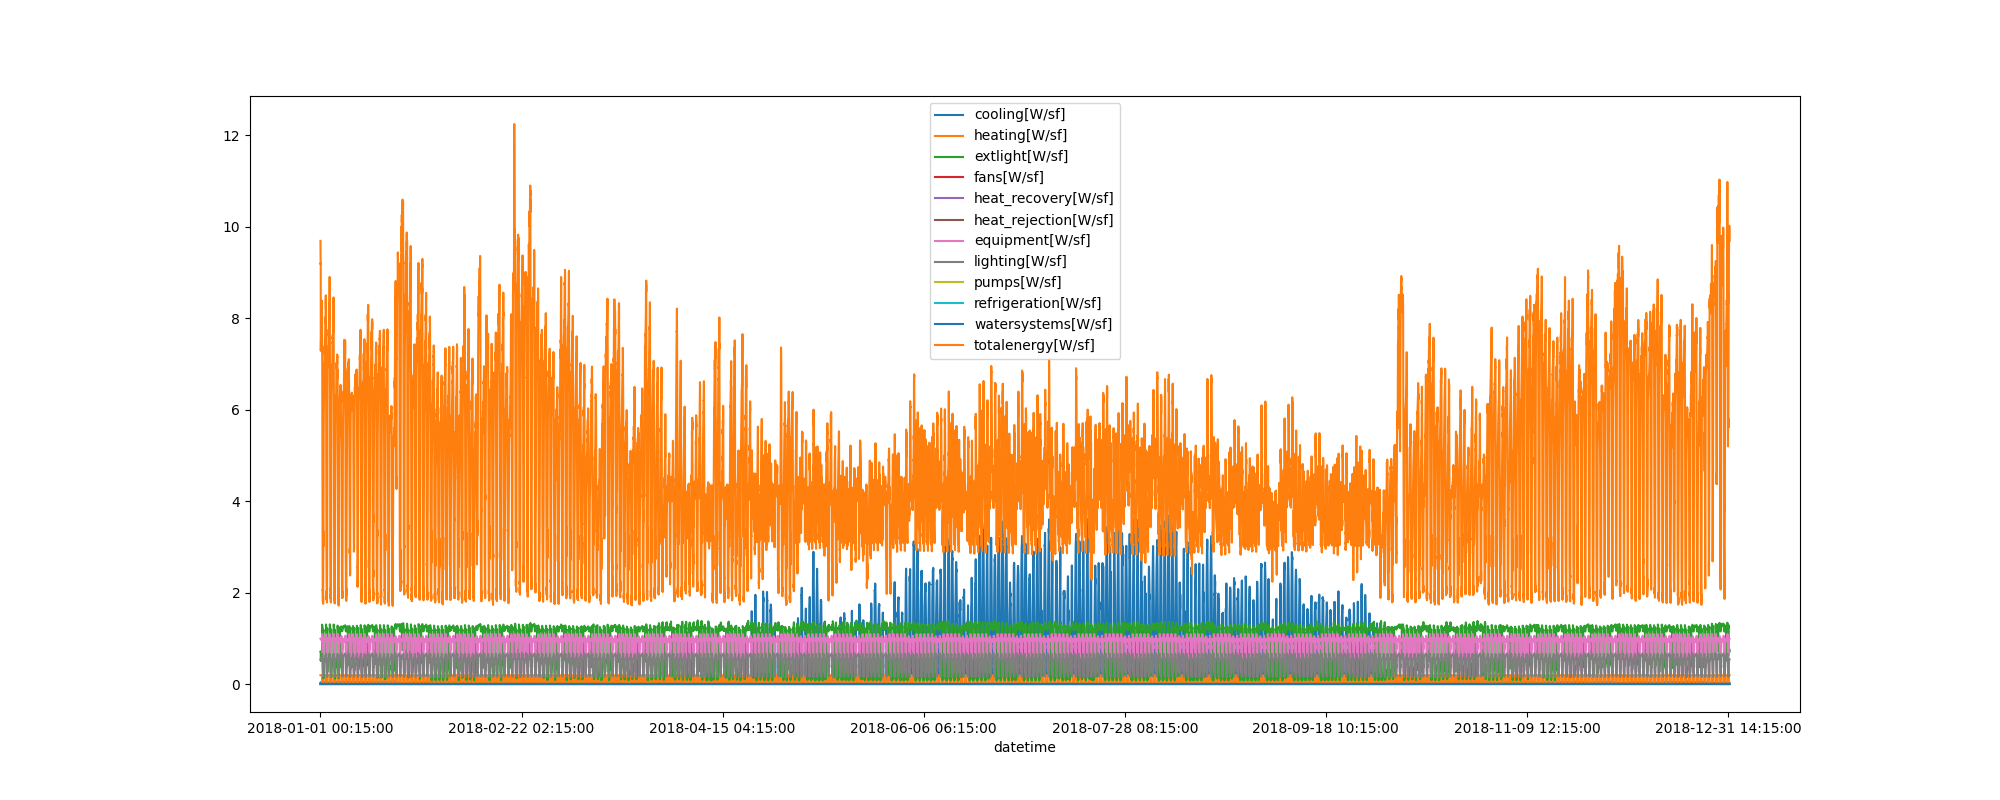 12
10
8
6
4
2
0
cooling[W/sf]
heating[W/sf]
extlight[W/sf]
fans[W/sf]
heat_recovery[W/sf]
heat_rejection[W/sf]
equipment[W/sf]
lighting[W/sf]
pumps[W/sf]
refrigeration[W/sf]
watersystems[W/sf]
totalenergy[W/sf]
2018-01-01 00:15:00 2018-02-22 02:15:00 2018-04-15 04:15:00 2018-06-06 06:15:00 2018-07-28 08:15:00 2018-09-18 10:15:00 2018-11-09 12:15:00 2018-12-31 14:15:00
datetime